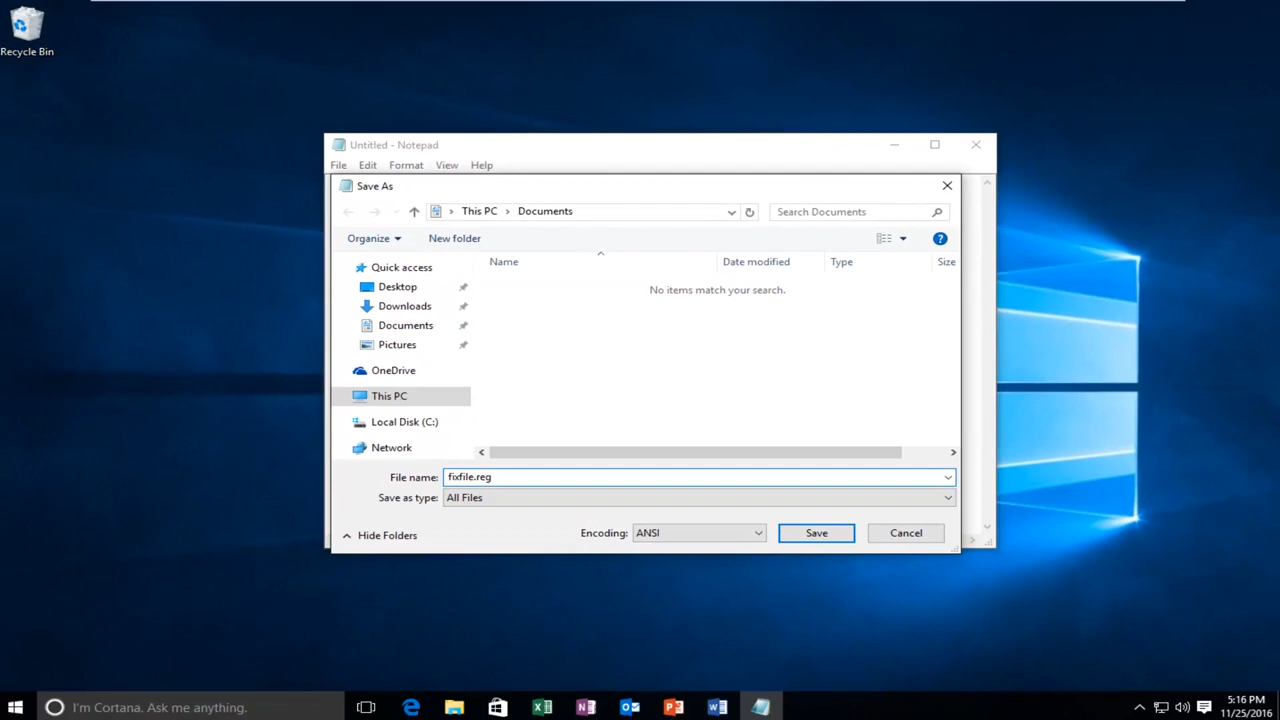 Recycle Bin
Untitled - Notepad
File Edit Format View Help
Save As
This PC Documents
Search Documents
Organize New folder
Name Date modified Type Size
No items match your search.
Quick access
Desktop
Downloads
Documents
Pictures
OneDrive
This PC
Local Disk (C:)
Network
File name: fixfile.reg
Save as type: All Files
Hide Folders Encoding: ANSI Save Cancel
I'm Cortana. Ask me anything.
5:16 PM
11/25/2016